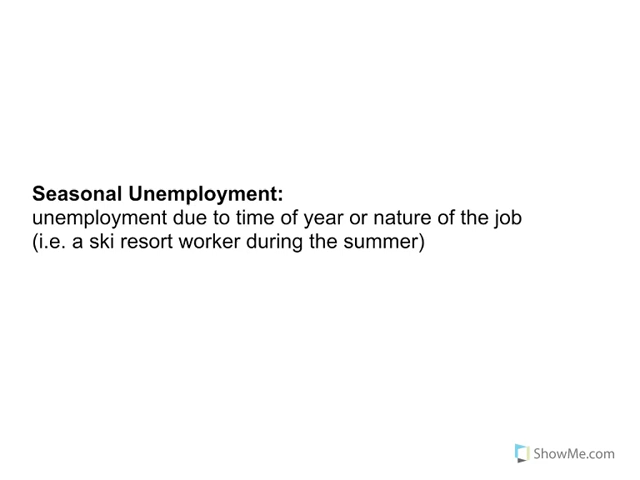 Seasonal Unemployment:
unemployment due to time of year or nature of the job
(i.e. a ski resort worker during the summer)
ShowMe.com